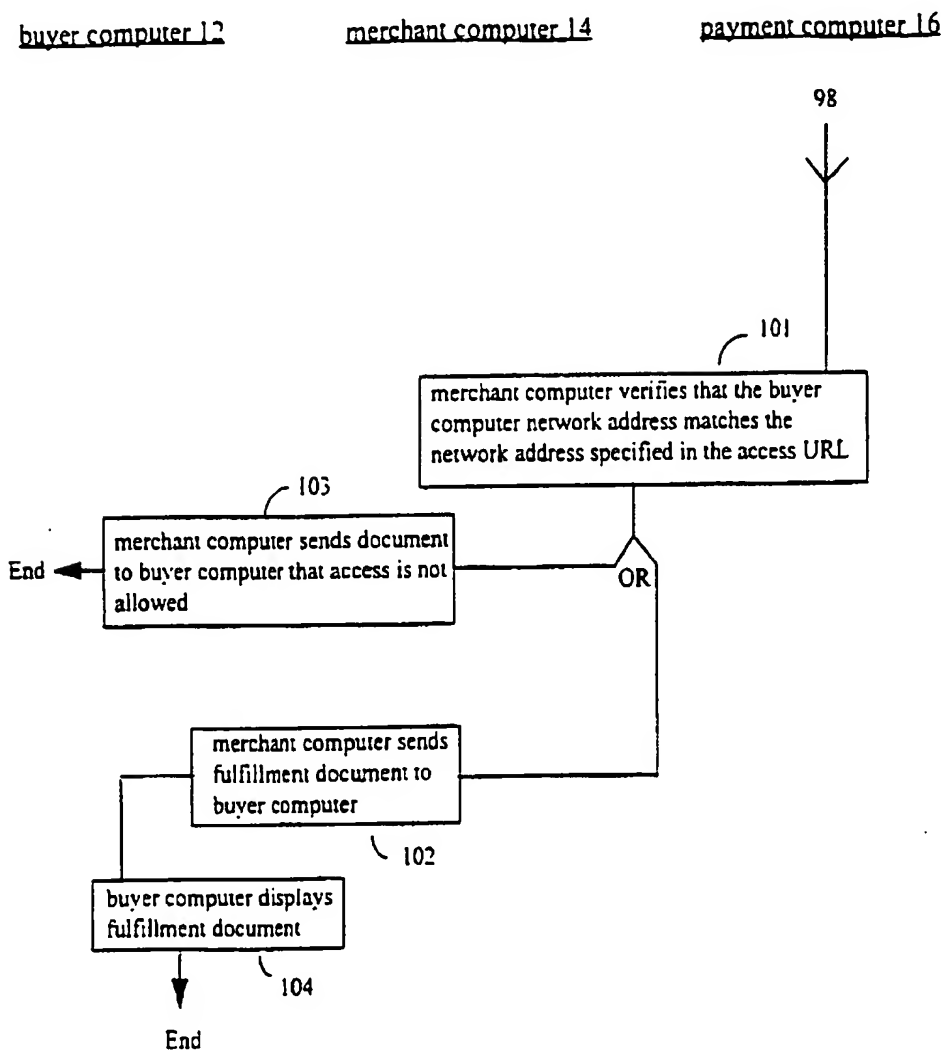 buyer computer 12
merchant computer 14
payment computer 16
98
101
merchant computer verifies that the buyer
computer network address matches the
network address specified in the access URL
103
merchant computer sends document
to buyer computer that access is not
allowed
End
OR
merchant computer sends
fulfillment document to
buyer computer
102
buyer computer displays
fulfillment document
104
End